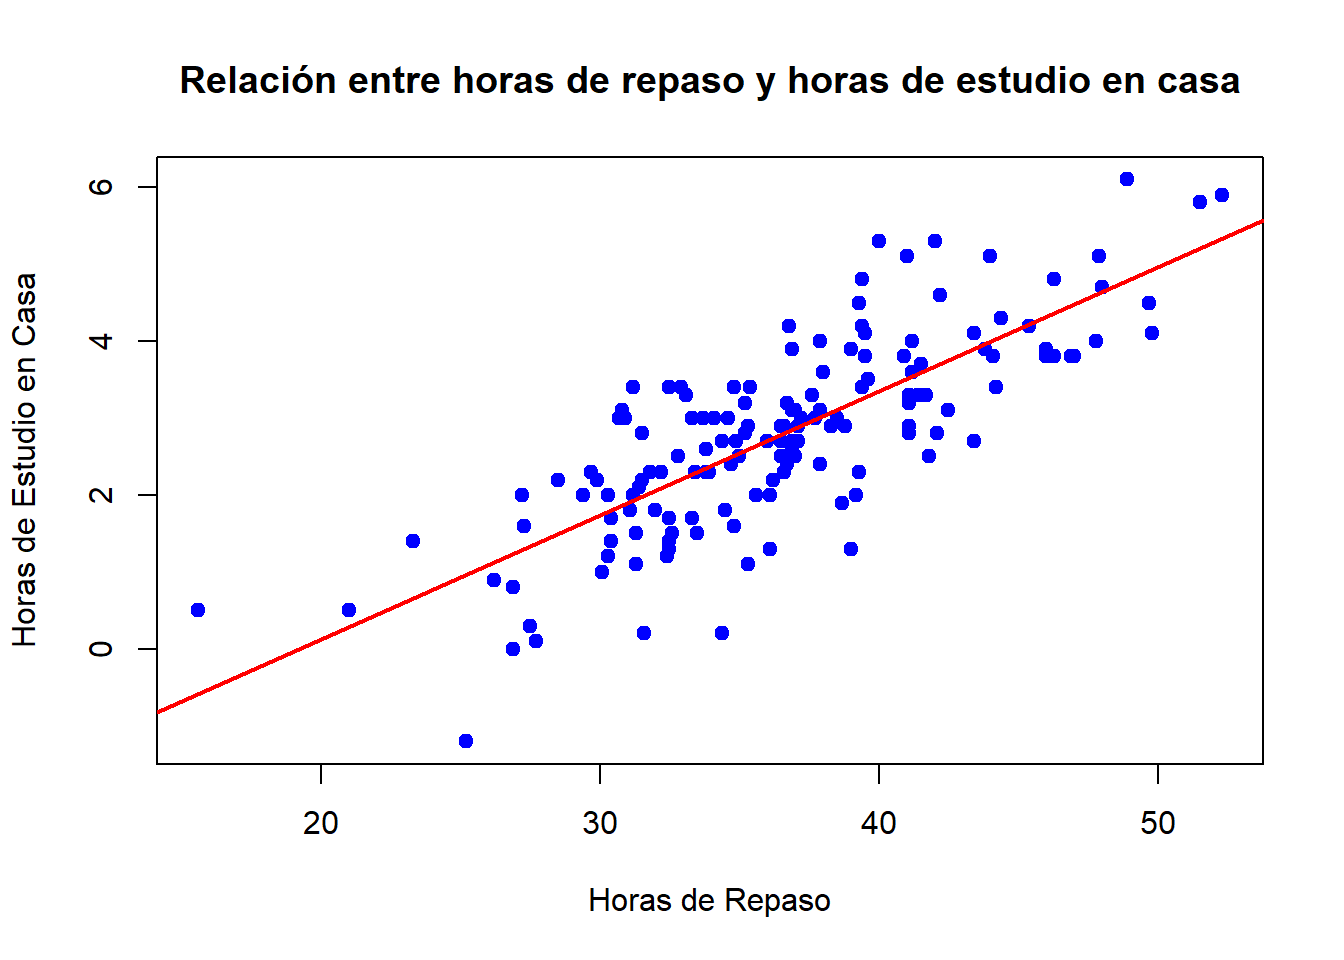 Relación entre horas de repaso y horas de estudio en casa
Horas de Estudio en Casa
6
4
2
0
20 30 40 50
Horas de Repaso